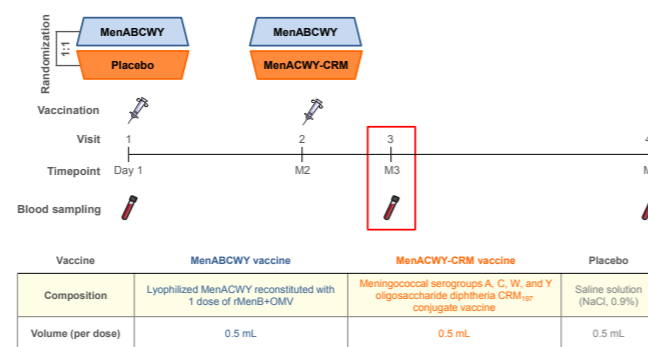 Randomization
1:1
MenABCWY
Placebo
MenABCWY
MenACWY-CRM
Vaccination
Visit 1 2 3
Timepoint Day 1 M2 M3
Blood sampling
Vaccine MenABCWY vaccine MenACWY-CRM vaccine Placebo
Composition
Lyophilized MenACWY reconstituted with
1 dose of rMenB+OMV
Meningococcal serogroups A, C, W, and Y
oligosaccharide diphtheria CRM₁₉₇
conjugate vaccine
Saline solution
(NaCl, 0.9%)
Volume (per dose) 0.5 mL 0.5 mL 0.5 mL